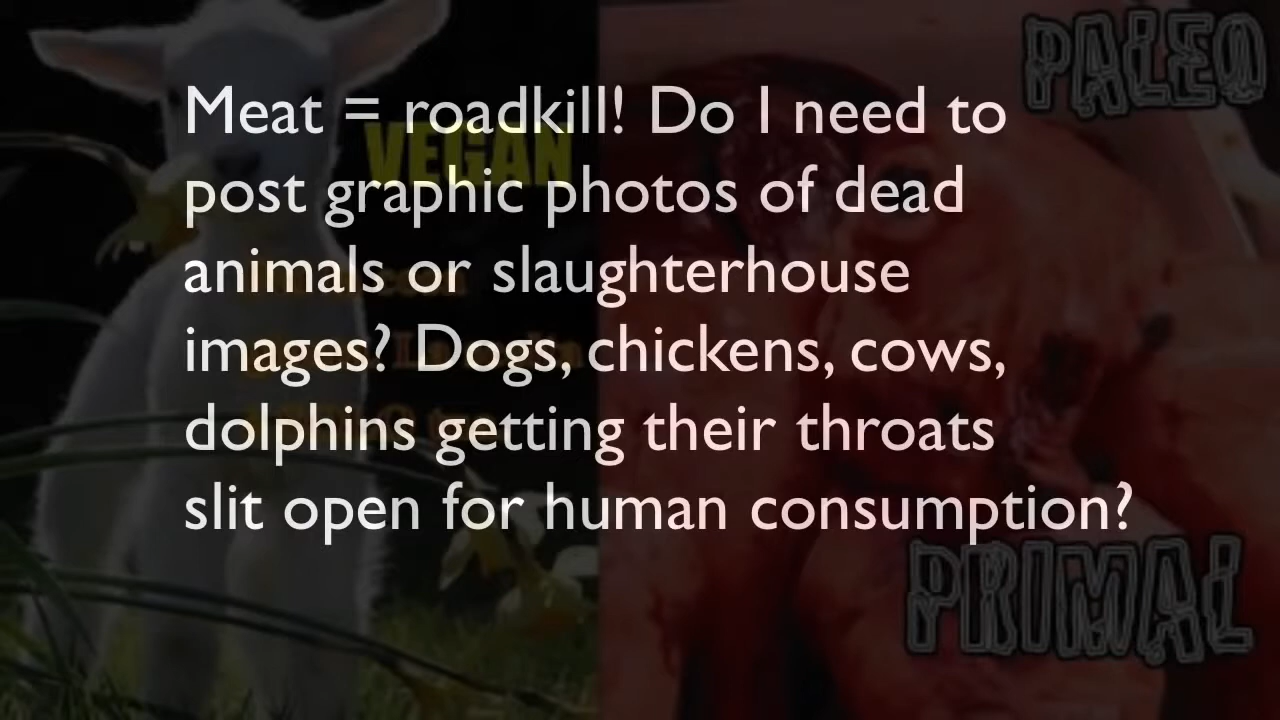 PALEO
Meat = roadkill! Do I need to
VEGAN
post graphic photos of dead
animals or slaughterhouse
images? Dogs, chickens, cows,
dolphins getting their throats
slit open for human consumption?
PRIMAL